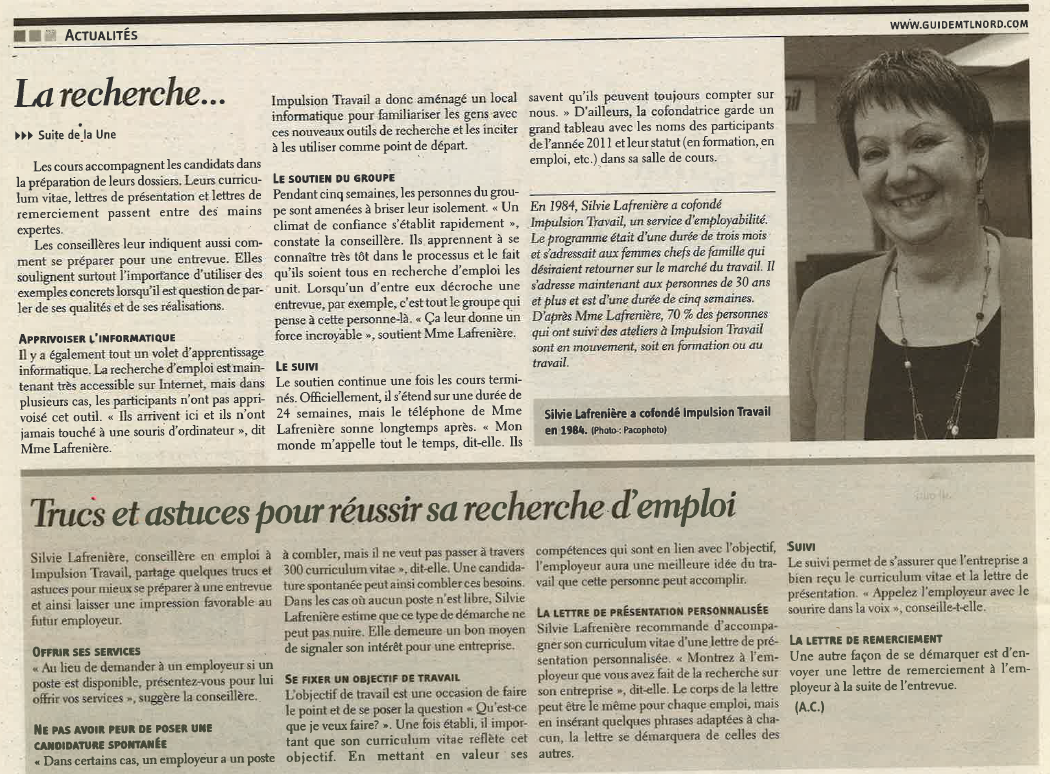 ACTUALITÉS
WWW.GUIDEMTLNORD.COM
La recherche...
Suite de la Une
Les cours accompagnent les candidats dans
la préparation de leurs dossiers. Leurs curricu-
lum vitae, lettres de présentation et lettres de
remerciement passent entre des mains
expertes.
Les conseillères leur indiquent aussi com-
ment se préparer pour une entrevue. Elles
soulignent surtout l'importance d'utiliser des
exemples concrets lorsqu'il est question de par-
ler de ses qualités et de ses réalisations.
APPRIVOISER L'INFORMATIQUE
Il y a également tout un volet d'apprentissage
informatique. La recherche d'emploi est main-
tenant très accessible sur Internet, mais dans
plusieurs cas, les participants n'ont pas appri-
voisé cet outil. « Ils arrivent ici et ils n'ont
jamais touché à une souris d'ordinateur », dit
Mme Lafrenière.
Impulsion Travail a donc aménagé un local
informatique pour familiariser les gens avec
ces nouveaux outils de recherche et les inciter
à les utiliser comme point de départ.
LE SOUTIEN DU GROUPE
Pendant cinq semaines, les personnes du grou-
pe sont amenées à briser leur isolement. « Un
climat de confiance s'établit rapidement »,
constate la conseillère. Ils apprennent à se
connaître très tôt dans le processus et le fait
qu'ils soient tous en recherche d'emploi les
unit. Lorsqu'un d'entre eux décroche une
entrevue, par exemple, c'est tout le groupe qui
pense à cette personne-là. « Ça leur donne un
force incroyable », soutient Mme Lafrenière.
LE SUIVI
Le soutien continue une fois les cours termi-
nés. Officiellement, il s'étend sur une durée de
24 semaines, mais le téléphone de Mme
Lafrenière sonne longtemps après. « Mon
monde m'appelle tout le temps, dit-elle. Ils
savent qu'ils peuvent toujours compter sur
nous. » D'ailleurs, la cofondatrice garde un
grand tableau avec les noms des participants
de l'année 2011 et leur statut (en formation, en
emploi, etc.) dans sa salle de cours.
En 1984, Silvie Lafrenière a cofondé
Impulsion Travail, un service d'employabilité.
Le programme était d'une durée de trois mois
et s'adressait aux femmes chefs de famille qui
désiraient retourner sur le marché du travail. Il
s'adresse maintenant aux personnes de 30 ans
et plus et est d'une durée de cinq semaines.
D'après Mme Lafrenière, 70 % des personnes
qui ont suivi des ateliers à Impulsion Travail
sont en mouvement, soit en formation ou au
travail.
Silvie Lafrenière a cofondé Impulsion Travail
en 1984. (Photo : Pacophoto)
Trucs et astuces pour réussir sa recherche d'emploi
Silvie Lafrenière, conseillère en emploi à
Impulsion Travail, partage quelques trucs et
astuces pour mieux se préparer à une entrevue
et ainsi laisser une impression favorable au
futur employeur.
OFFRIR SES SERVICES
« Au lieu de demander à un employeur si un
poste est disponible, présentez-vous pour lui
offrir vos services », suggère la conseillère.
NE PAS AVOIR PEUR DE POSER UNE
CANDIDATURE SPONTANÉE
« Dans certains cas, un employeur a un poste
à combler, mais il ne veut pas passer à travers
300 curriculum vitae », dit-elle. Une candida-
ture spontanée peut ainsi combler ces besoins.
Dans les cas où aucun poste n'est libre, Silvie
Lafrenière estime que ce type de démarche ne
peut pas nuire. Elle demeure un bon moyen
de signaler son intérêt pour une entreprise.
SE FIXER UN OBJECTIF DE TRAVAIL
L'objectif de travail est une occasion de faire
le point et de se poser la question « Qu'est-ce
que je veux faire? ». Une fois établi, il impor-
tant que son curriculum vitae reflète cet
objectif. En mettant en valeur ses
compétences qui sont en lien avec l'objectif,
l'employeur aura une meilleure idée du tra-
vail que cette personne peut accomplir.
LA LETTRE DE PRÉSENTATION PERSONNALISÉE
Silvie Lafrenière recommande d'accompa-
gner son curriculum vitae d'une lettre de pré-
sentation personnalisée. « Montrez à l'em-
ployeur que vous avez fait de la recherche sur
son entreprise », dit-elle. Le corps de la lettre
peut être le même pour chaque emploi, mais
en insérant quelques phrases adaptées à cha-
cun, la lettre se démarquera de celles des
autres.
SUIVI
Le suivi permet de s'assurer que l'entreprise a
bien reçu le curriculum vitae et la lettre de
présentation. « Appelez l'employeur avec le
sourire dans la voix », conseille-t-elle.
LA LETTRE DE REMERCIEMENT
Une autre façon de se démarquer est d'en-
voyer une lettre de remerciement à l'em-
ployeur à la suite de l'entrevue.
(A.C.)